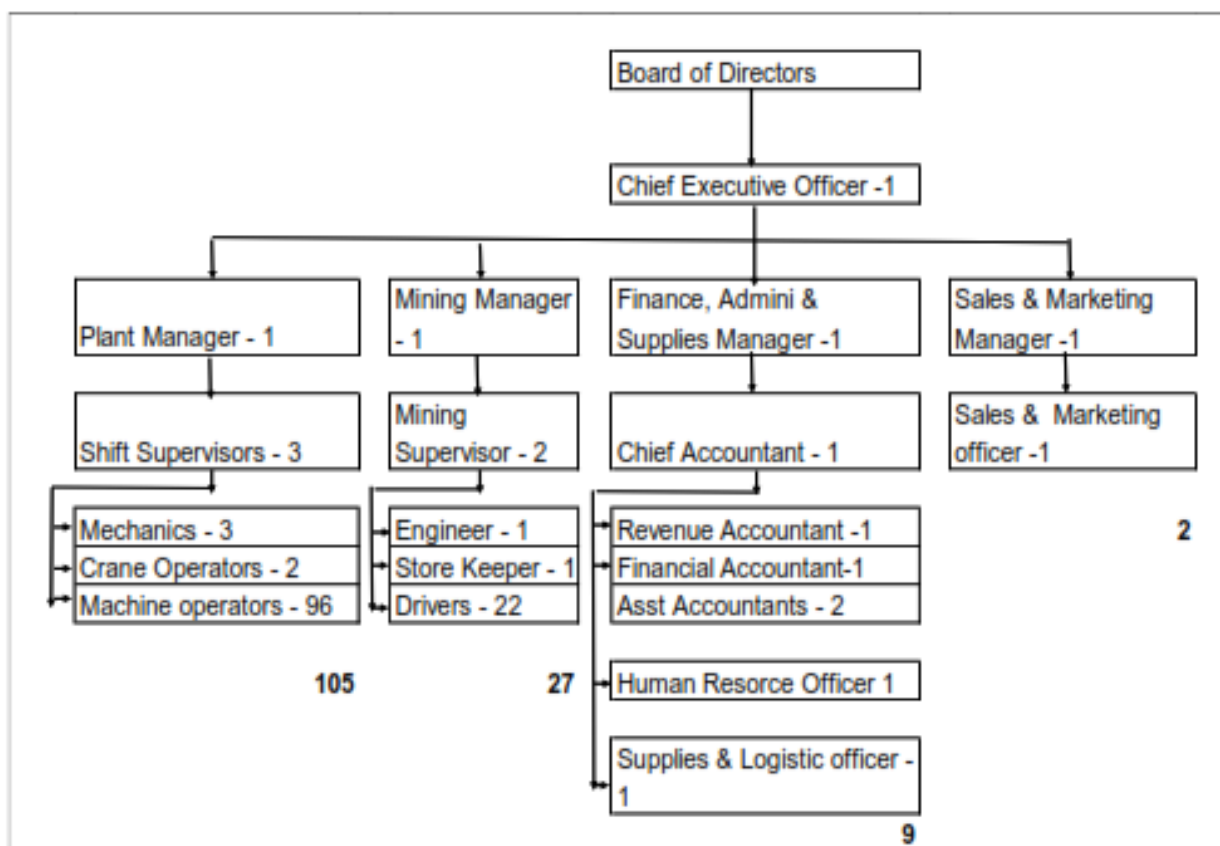 Board of Directors
Chief Executive Officer -1
Plant Manager - 1
Mining Manager
- 1
Finance, Admini &
Supplies Manager -1
Sales & Marketing
Manager -1
Shift Supervisors - 3
Mining
Supervisor - 2
Chief Accountant - 1
Sales & Marketing
officer -1
Mechanics - 3
Crane Operators - 2
Machine operators - 96
Engineer - 1
Store Keeper - 1
Drivers - 22
Revenue Accountant -1
Financial Accountant-1
Asst Accountants - 2
2
105
27
Human Resorce Officer 1
Supplies & Logistic officer -
1
9